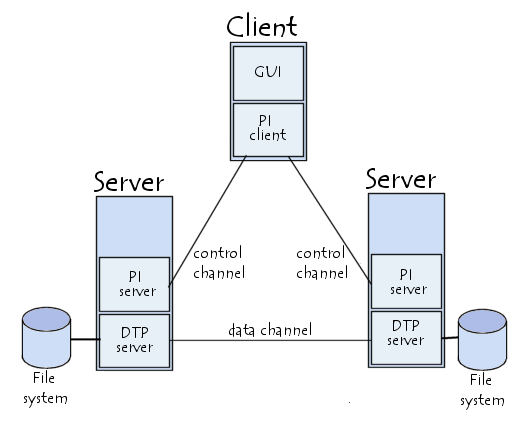 Client
GUI
PI
client
Server
Server
control
channel
control
channel
PI
server
PI
server
DTP
server
data channel
DTP
server
File
system
File
system